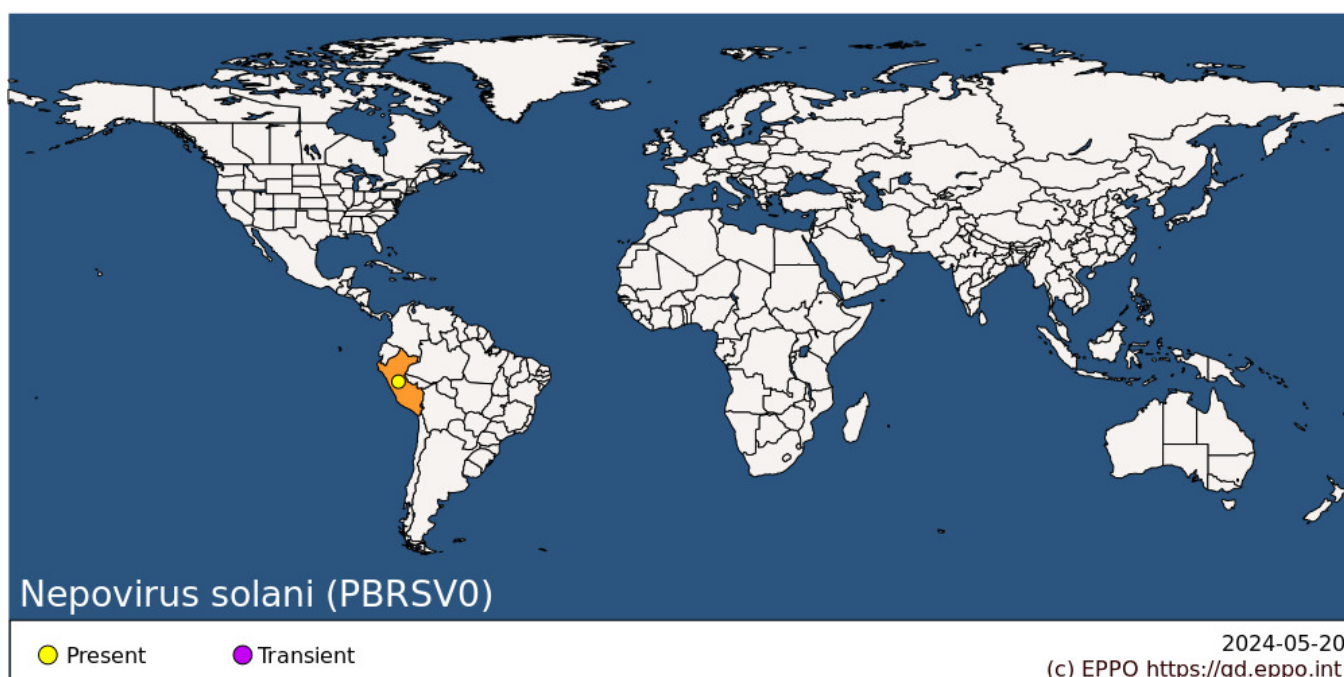 Nepovirus solani (PBRSV0)
Present
Transient
2024-05-20
(c) EPPO https://gd.eppo.int